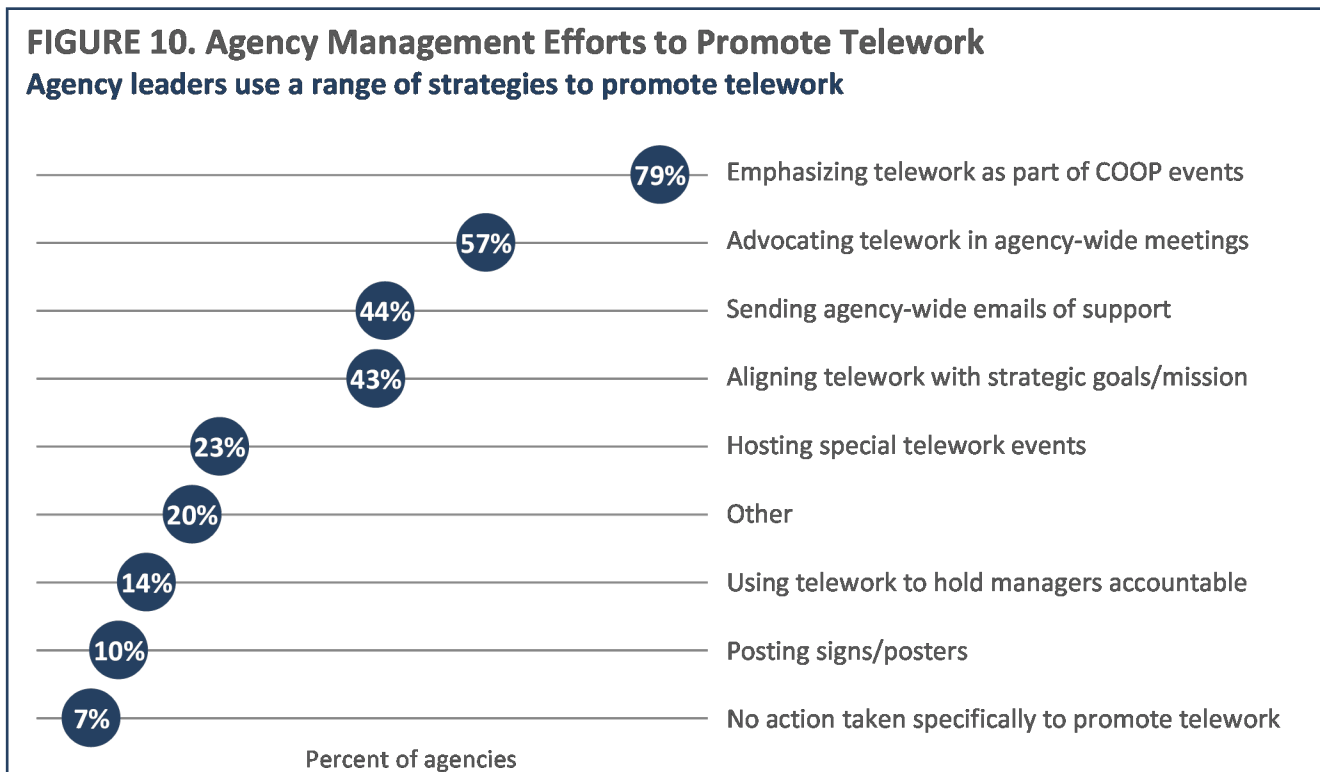 FIGURE 10. Agency Management Efforts to Promote Telework
Agency leaders use a range of strategies to promote telework
79% Emphasizing telework as part of COOP events
57% Advocating telework in agency-wide meetings
44% Sending agency-wide emails of support
43% Aligning telework with strategic goals/mission
23% Hosting special telework events
20% Other
14% Using telework to hold managers accountable
10% Posting signs/posters
7% No action taken specifically to promote telework
Percent of agencies